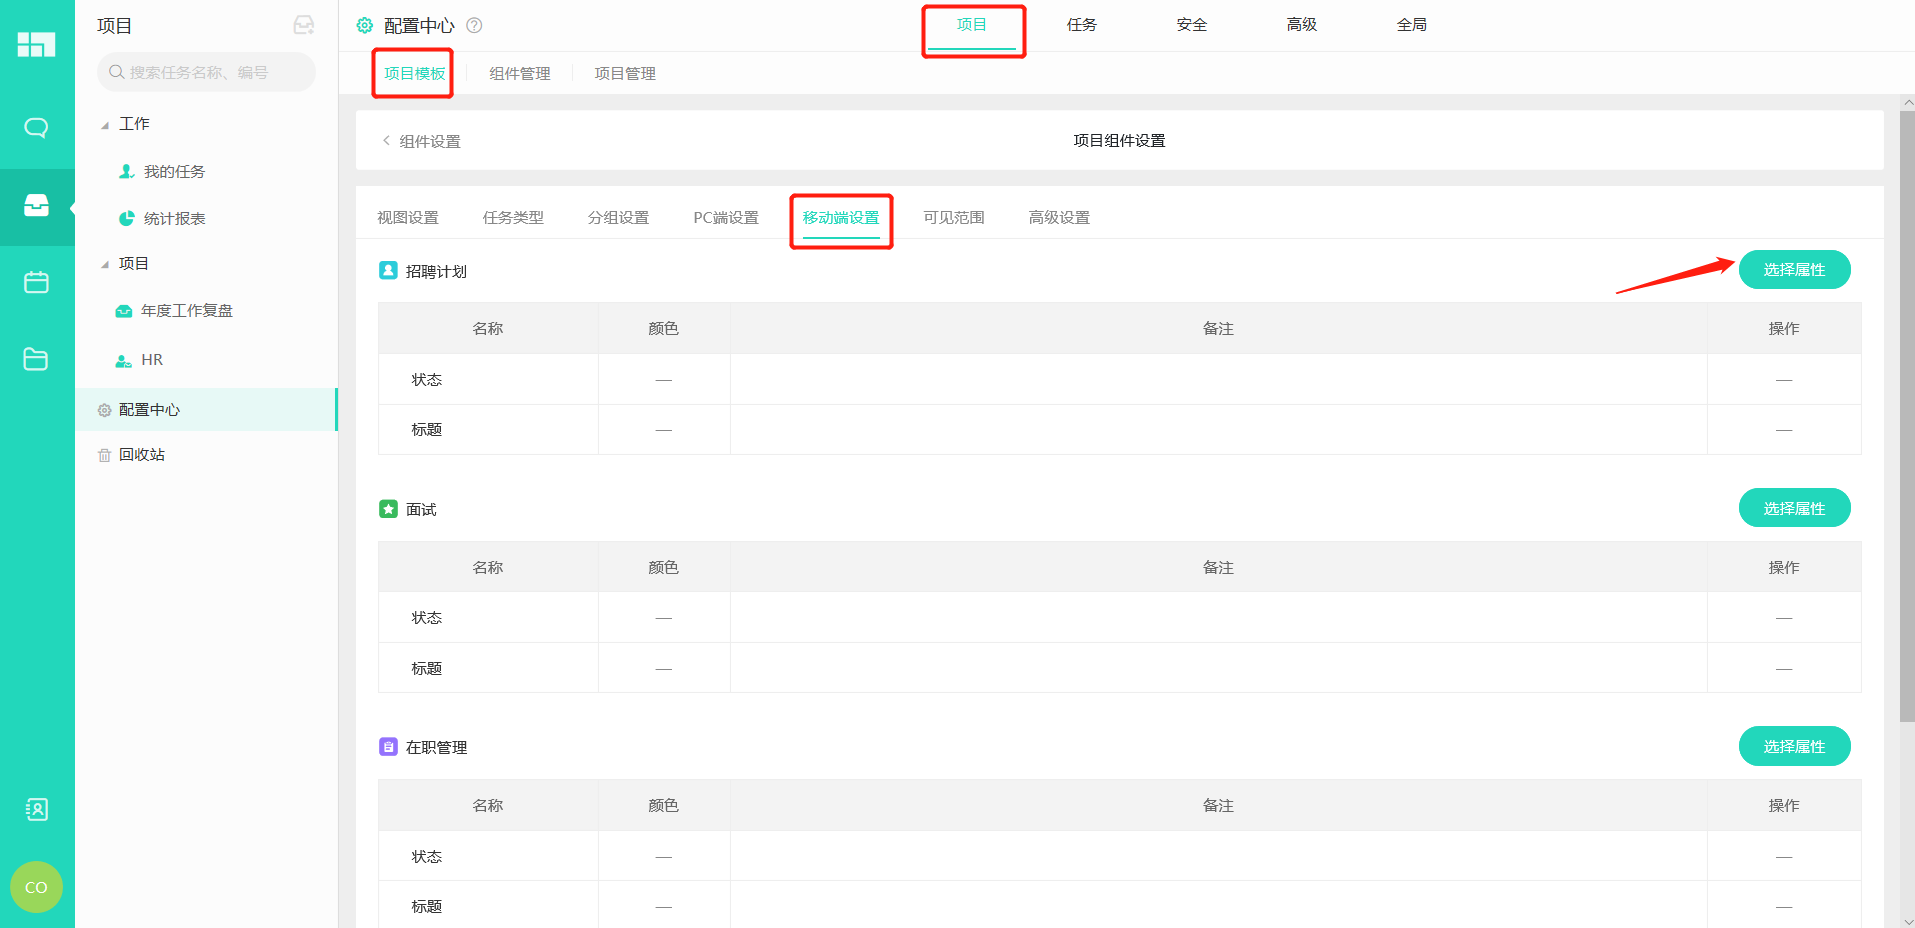 项目
搜索任务名称、编号
工作
我的任务
统计报表
项目
年度工作复盘
HR
配置中心
回收站
CO
配置中心 ?
项目 任务 安全 高级 全局
项目模板 组件管理 项目管理
< 组件设置 项目组件设置
视图设置 任务类型 分组设置 PC端设置 移动端设置 可见范围 高级设置
招聘计划 选择属性
名称 颜色 备注 操作
状态 — —
标题 — —
面试 选择属性
名称 颜色 备注 操作
状态 — —
标题 — —
在职管理 选择属性
名称 颜色 备注 操作
状态 — —
标题 — —